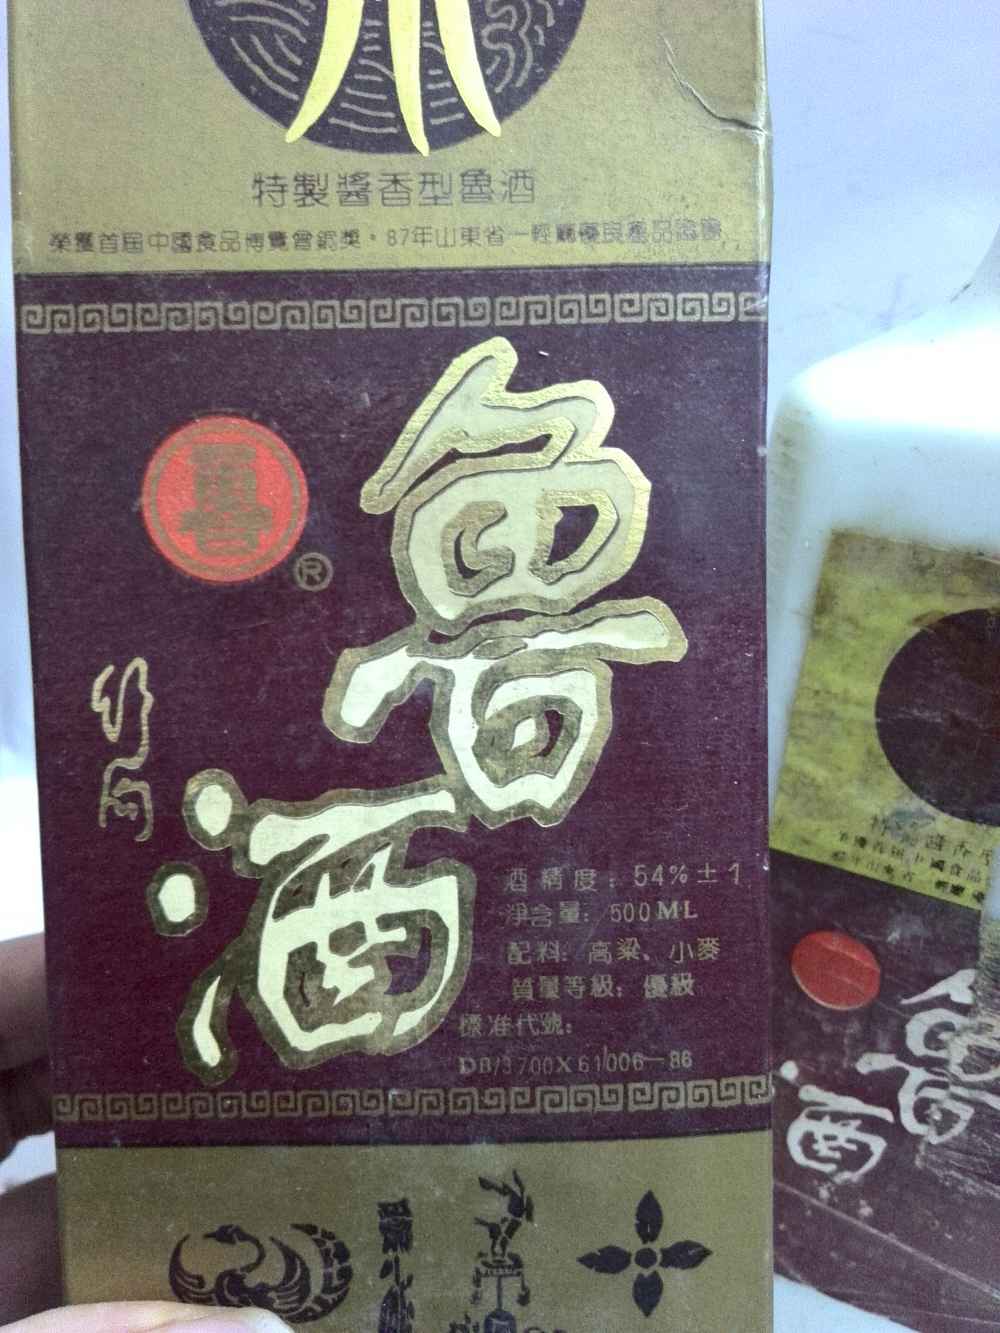 特製醬香型魯酒
榮獲首届中國食品博覽會銅獎。87年山東省一輕廳優良產品證書
魯
酒
®
酒精度：54%±1
淨含量：500ML
配料：高粱、小麥
質量等級：優級
標准代號：
DB/3700X61006—86
魯
酒